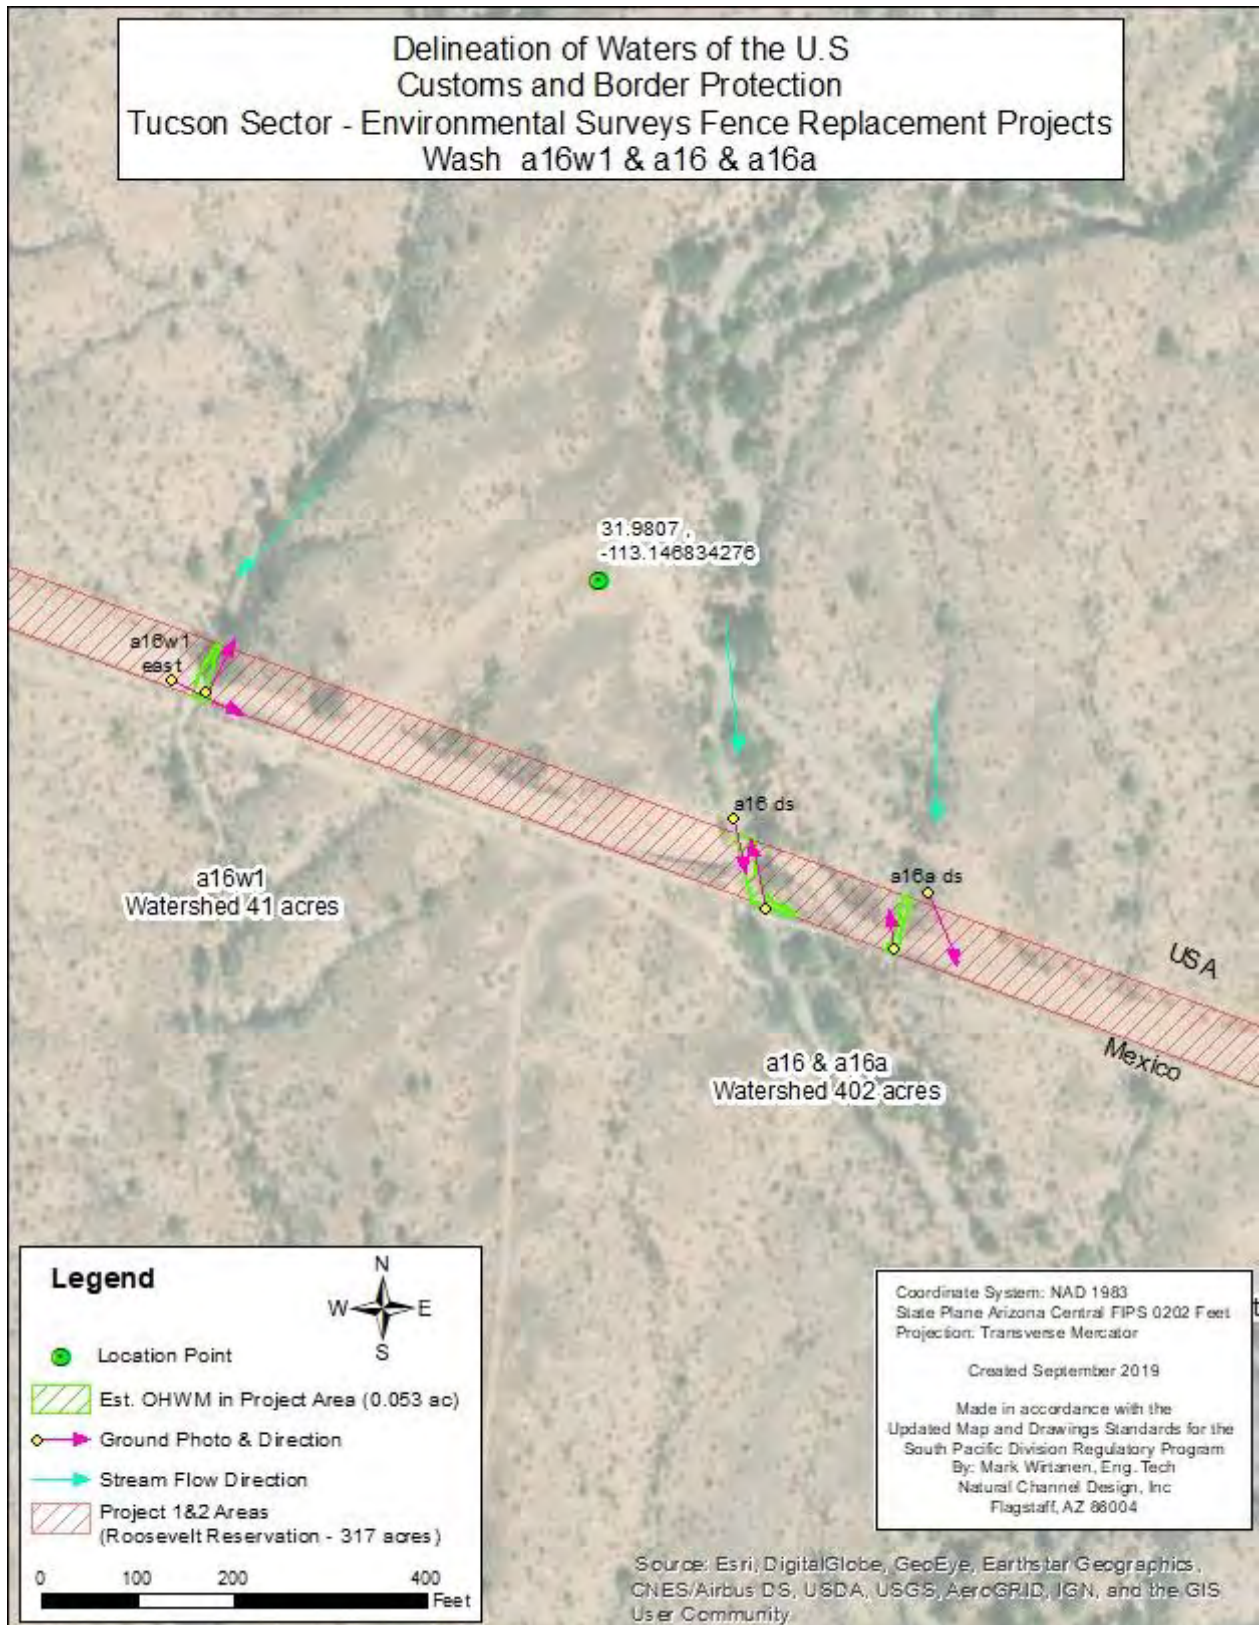 Delineation of Waters of the U.S
Customs and Border Protection
Tucson Sector - Environmental Surveys Fence Replacement Projects
Wash a16w1 & a16 & a16a
31.9807 ,
-113.146834276
a16w1
east
a16 ds
a16a ds
a16w1
Watershed 41 acres
USA
Mexico
a16 & a16a
Watershed 402 acres
Legend
N
W E
S
Location Point
Est. OHWM in Project Area (0.053 ac)
Ground Photo & Direction
Stream Flow Direction
Project 1&2 Areas
(Roosevelt Reservation - 317 acres)
0 100 200 400
Feet
Coordinate System: NAD 1983
State Plane Arizona Central FIPS 0202 Feet
Projection: Transverse Mercator
Created September 2019
Made in accordance with the
Updated Map and Drawings Standards for the
South Pacific Division Regulatory Program
By: Mark Wirtanen, Eng. Tech
Natural Channel Design, Inc
Flagstaff, AZ 86004
t
Source: Esri, DigitalGlobe, GeoEye, Earthstar Geographics,
CNES/Airbus DS, USDA, USGS, AeroGRID, IGN, and the GIS
User Community